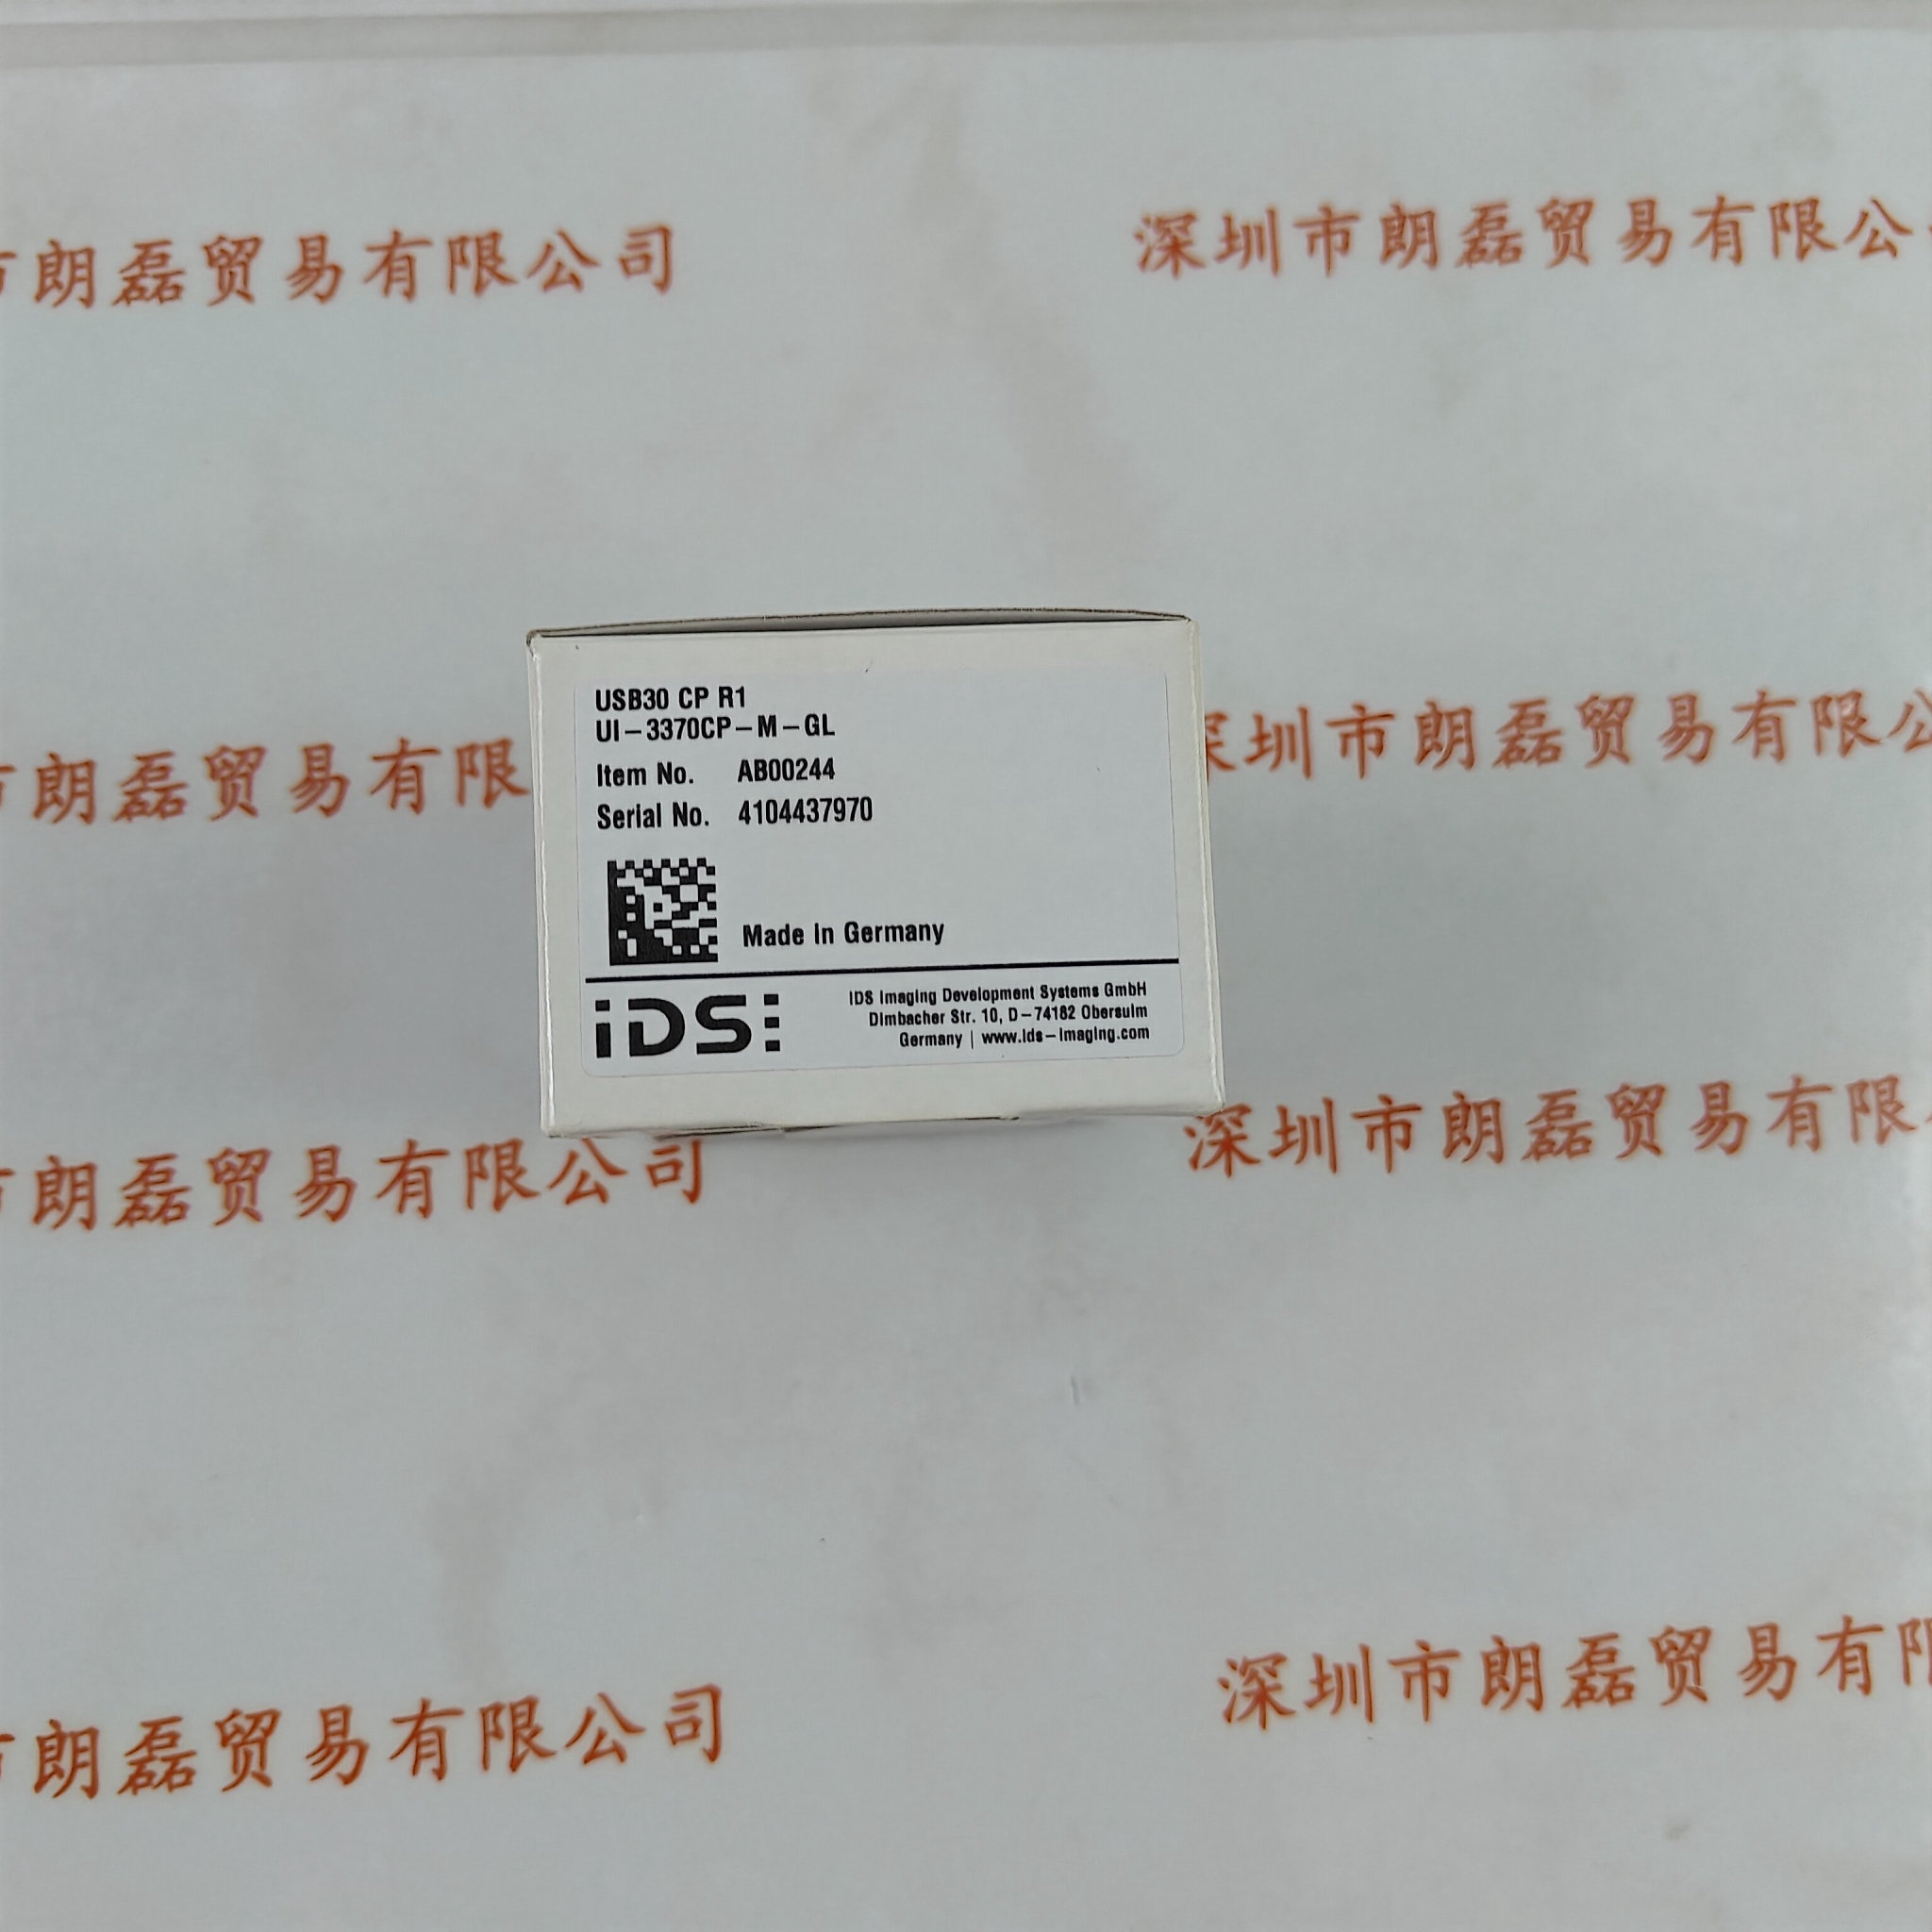 市朗磊贸易有限公司
深圳市朗磊贸易有限公
USB30 CP R1
UI-3370CP-M-GL
Item No. AB00244
Serial No. 4104437970
Made in Germany
IDS
IDS Imaging Development Systems GmbH
Dimbacher Str. 10, D-74182 Obersulm
Germany | www.ids-imaging.com
市朗磊贸易有限
深圳市朗磊贸易有限公
市朗磊贸易有限公司
深圳市朗磊贸易有限
市朗磊贸易有限公司
深圳市朗磊贸易有限